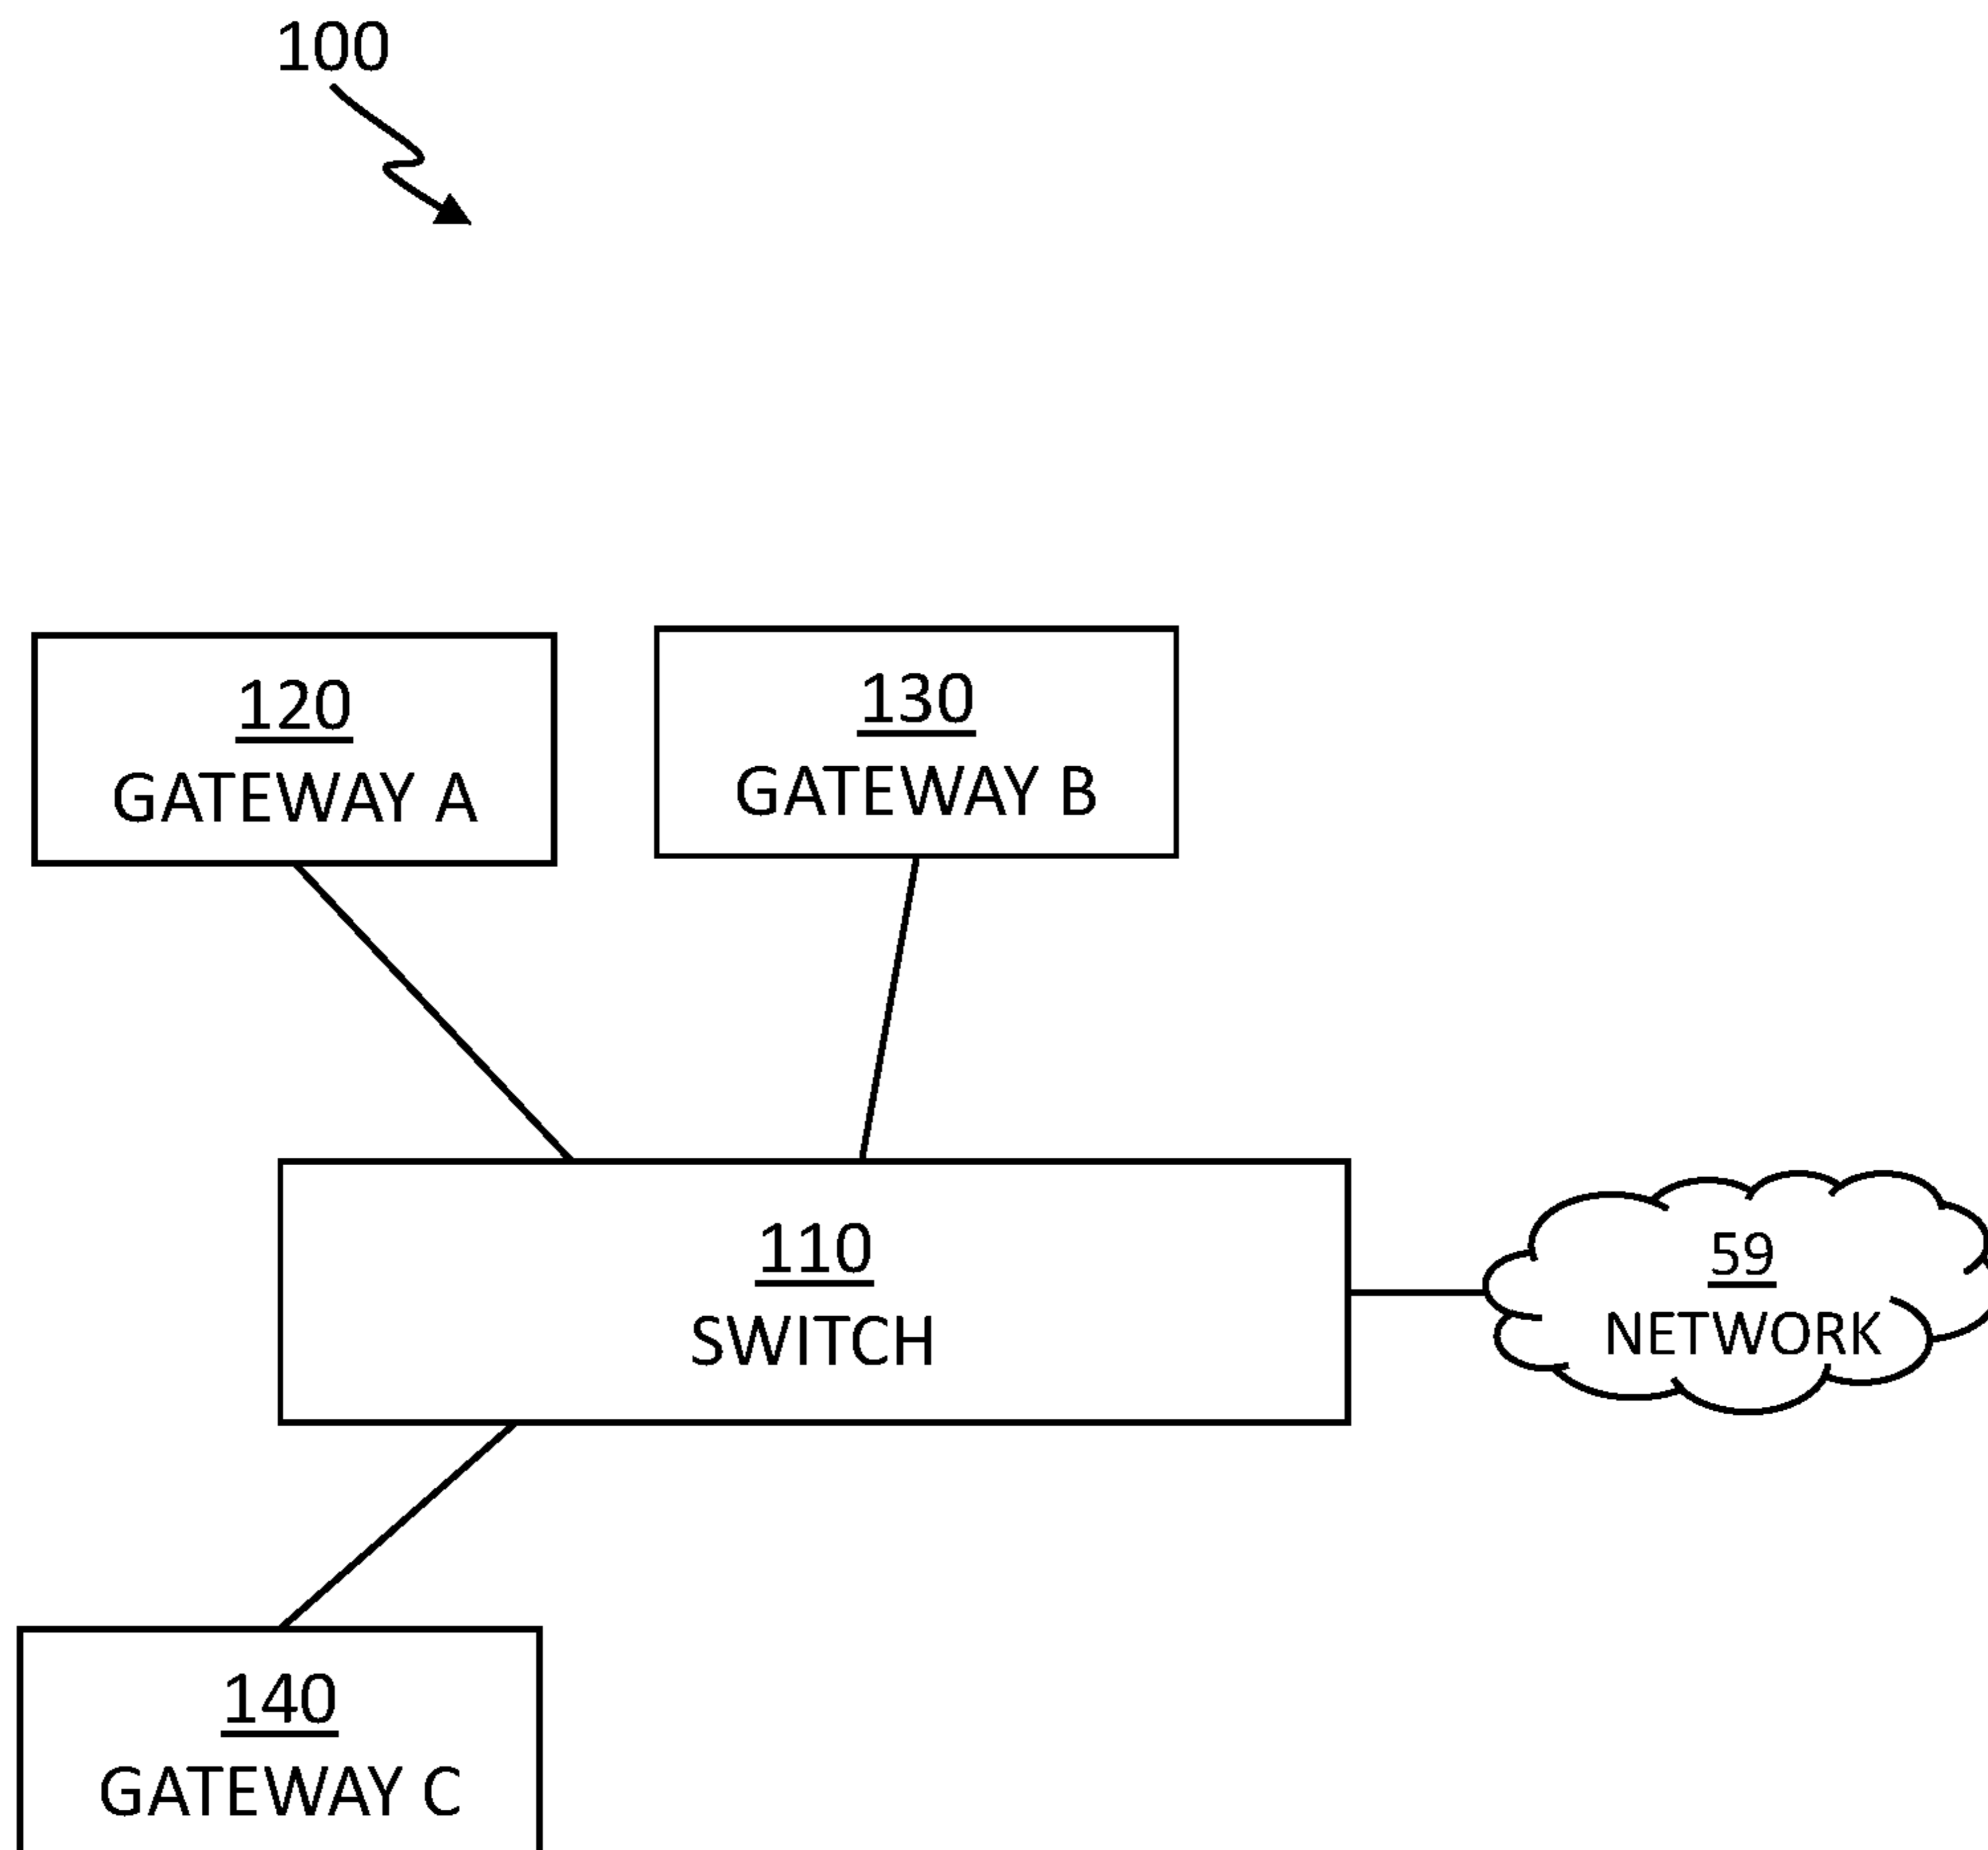 100
120
GATEWAY A
130
GATEWAY B
110
SWITCH
59
NETWORK
140
GATEWAY C